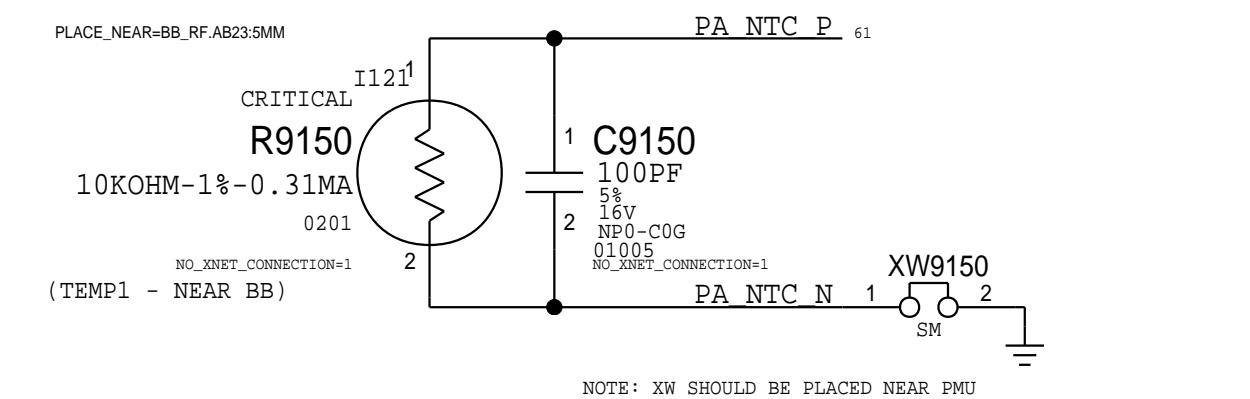 PLACE_NEAR=BB_RF.AB23:5MM
PA_NTC_P 61
I121 1
CRITICAL
R9150
10KOHM-1%-0.31MA
0201
2
NO_XNET_CONNECTION=1
(TEMP1 - NEAR BB)
1 C9150
100PF
5%
16V
2 NP0-C0G
01005
NO_XNET_CONNECTION=1
PA_NTC_N
XW9150
1 2
SM
NOTE: XW SHOULD BE PLACED NEAR PMU